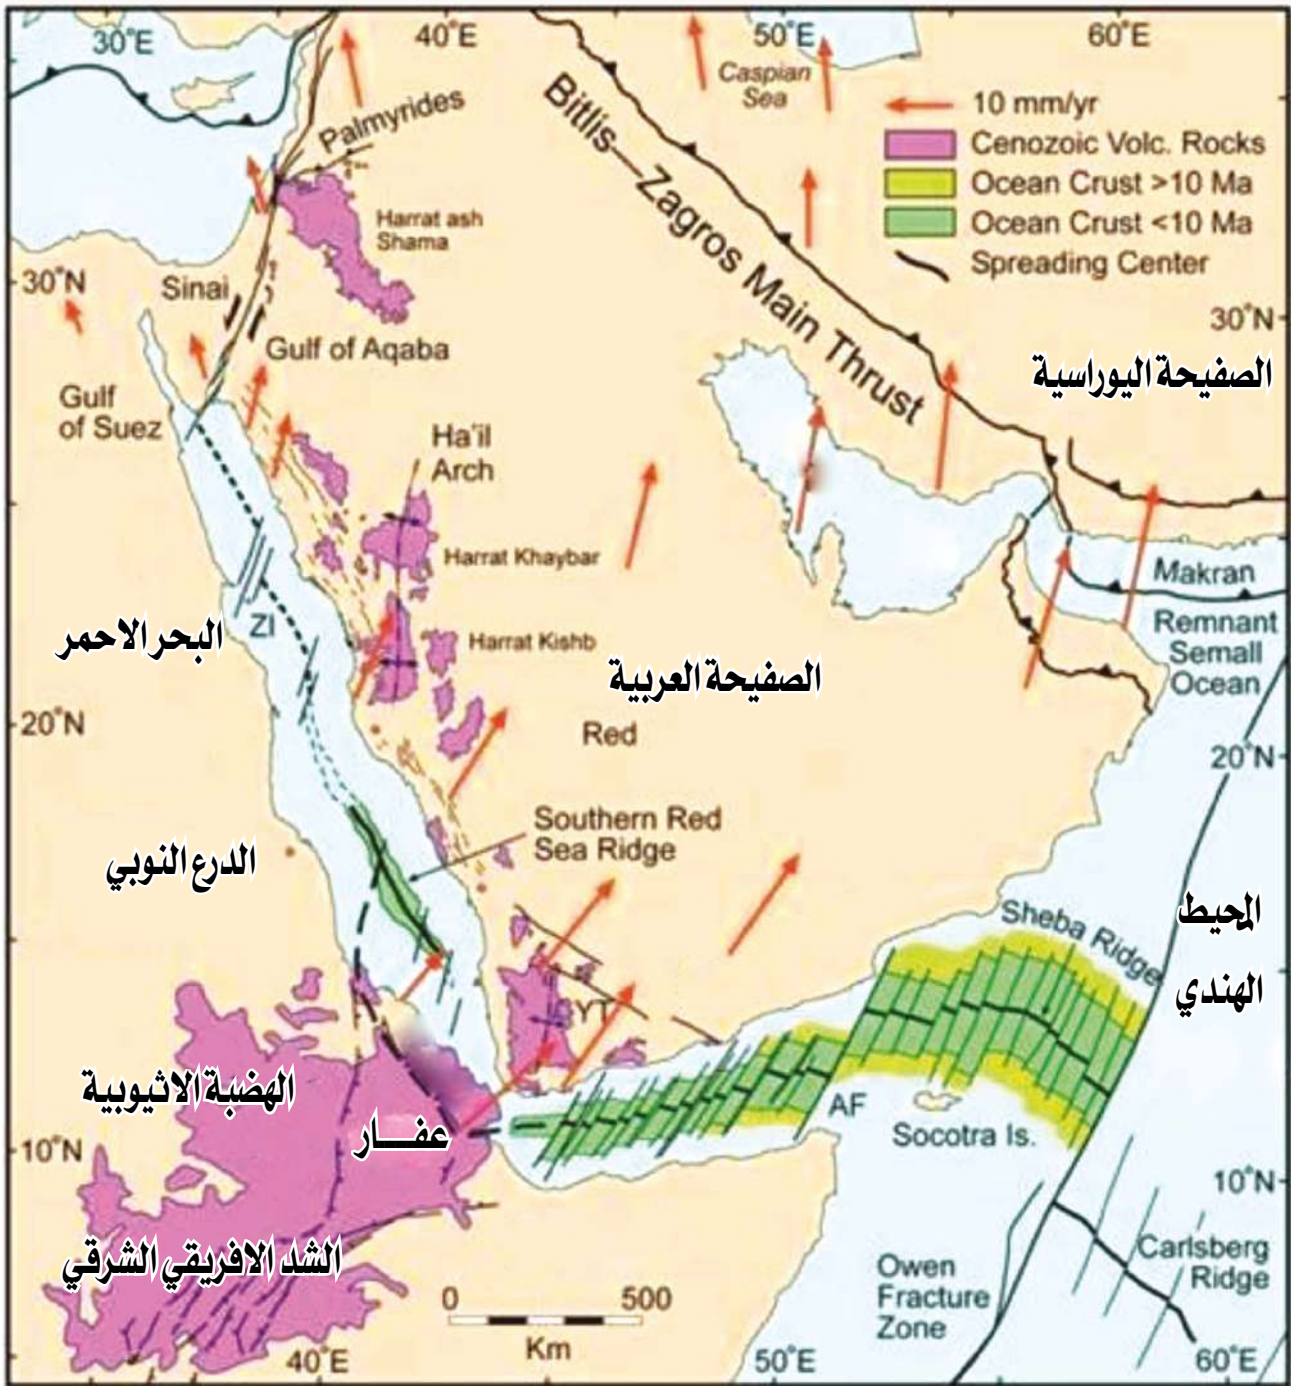 30°E
40°E
50°E
60°E
Caspian
Sea
10 mm/yr
Cenozoic Volc. Rocks
Ocean Crust >10 Ma
Ocean Crust <10 Ma
Spreading Center
Palmyrides
Bitlis—Zagros Main Thrust
Harrat ash
Shama
30°N
Sinai
30°N
Gulf of Aqaba
الصفيحة اليوراسية
Gulf
of Suez
Ha'il
Arch
Harrat Khaybar
Makran
ZI
البحر الاحمر
Harrat Kishb
Remnant
Semall
Ocean
الصفيحة العربية
20°N
Red
20°N
Southern Red
Sea Ridge
الدرع النوبي
Sheba Ridge
المحيط
الهندي
YT
الهضبة الاثيوبية
AF
عفــار
Socotra Is.
10°N
10°N
الشد الافريقي الشرقي
Carlsberg
Ridge
Owen
Fracture
Zone
0 500
Km
40°E
50°E
60°E